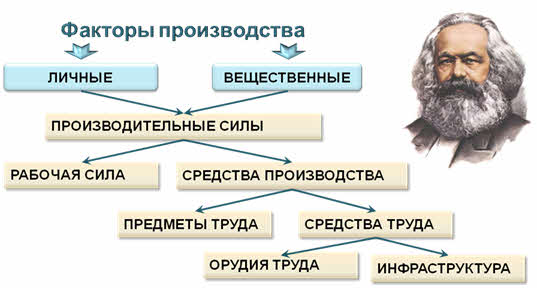 Факторы производства
ЛИЧНЫЕ
ВЕЩЕСТВЕННЫЕ
ПРОИЗВОДИТЕЛЬНЫЕ СИЛЫ
РАБОЧАЯ СИЛА
СРЕДСТВА ПРОИЗВОДСТВА
ПРЕДМЕТЫ ТРУДА
СРЕДСТВА ТРУДА
ОРУДИЯ ТРУДА
ИНФРАСТРУКТУРА